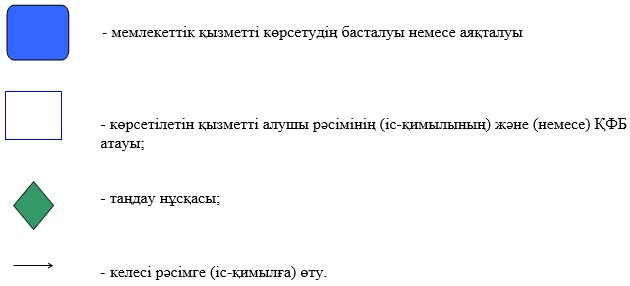 - мемлекеттік қызметті көрсетудің басталуы немесе аяқталуы
- көрсетілетін қызметті алушы рәсімінің (іс-қимылының) және (немесе) ҚФБ
атауы;
- таңдау нұсқасы;
- келесі рәсімге (іс-қимылға) өту.